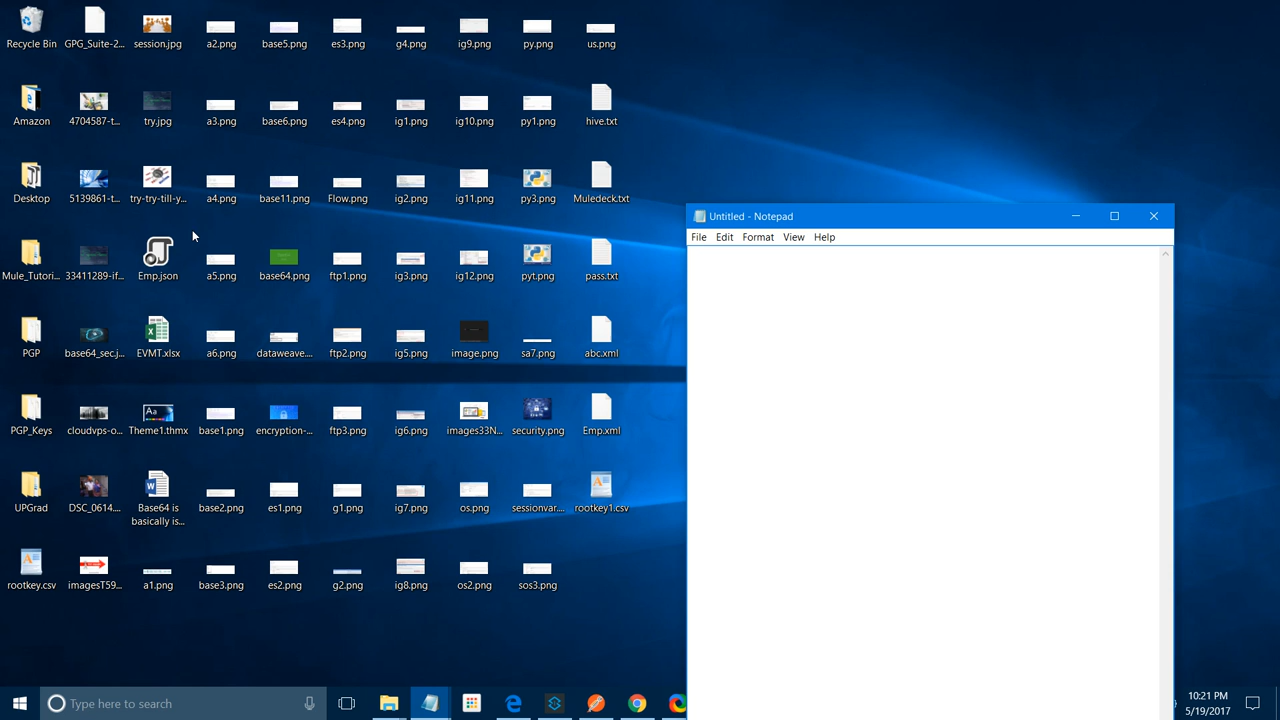 Recycle Bin
GPG_Suite-2...
session.jpg
a2.png
base5.png
es3.png
g4.png
ig9.png
py.png
us.png
Amazon
4704587-t...
try.jpg
a3.png
base6.png
es4.png
ig1.png
ig10.png
py1.png
hive.txt
Desktop
5139861-t...
try-try-till-y...
a4.png
base11.png
Flow.png
ig2.png
ig11.png
py3.png
Muledeck.txt
Mule_Tutori...
33411289-if...
Emp.json
a5.png
base64.png
ftp1.png
ig3.png
ig12.png
pyt.png
pass.txt
PGP
base64_sec.j...
EVMT.xlsx
a6.png
dataweave....
ftp2.png
ig5.png
image.png
sa7.png
abc.xml
PGP_Keys
cloudvps-o...
Theme1.thmx
base1.png
encryption-...
ftp3.png
ig6.png
images33N...
security.png
Emp.xml
UPGrad
DSC_0614....
Base64 is
basically is...
base2.png
es1.png
g1.png
ig7.png
os.png
sessionvar....
rootkey1.csv
rootkey.csv
imagesT59...
a1.png
base3.png
es2.png
g2.png
ig8.png
os2.png
sos3.png
Untitled - Notepad
File Edit Format View Help
Type here to search
10:21 PM
5/19/2017